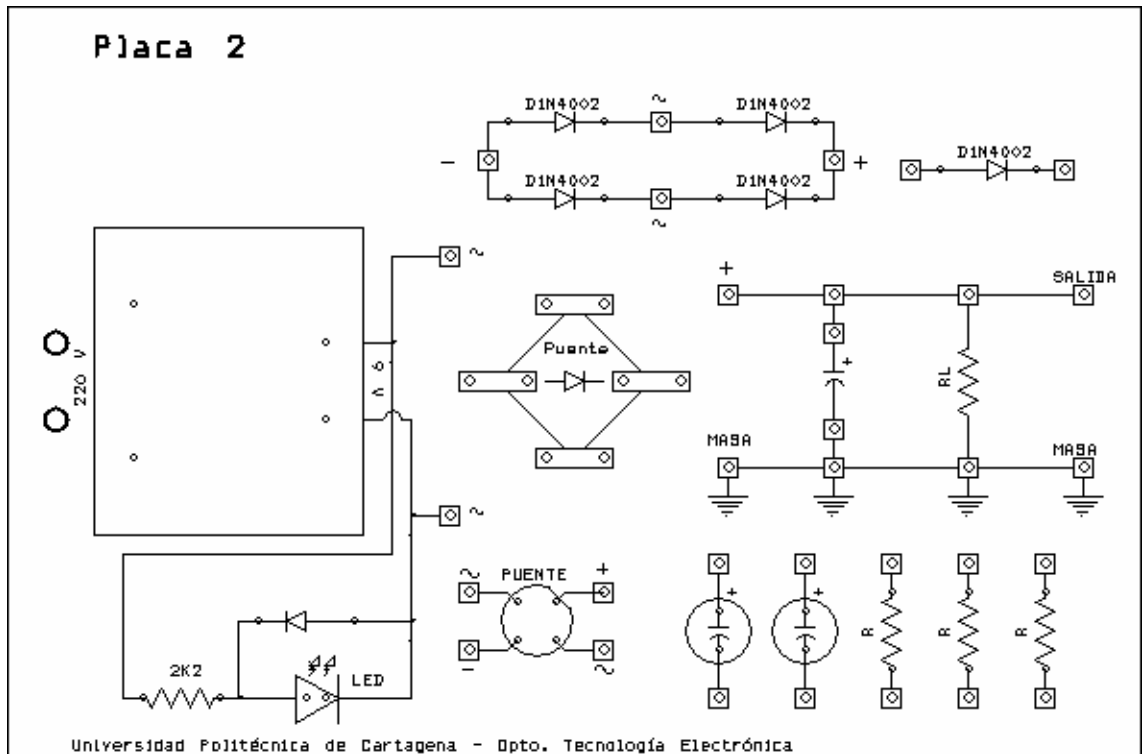 Placa 2
D1N4002 ~ D1N4002
- + D1N4002
D1N4002 D1N4002
~
~
+ SALIDA
Puente
220 V 9 V
+
RL
MASA MASA
~
~ PUENTE +
- ~
+ +
R R R
2K2 LED
Universidad Politécnica de Cartagena - Dpto. Tecnología Electrónica